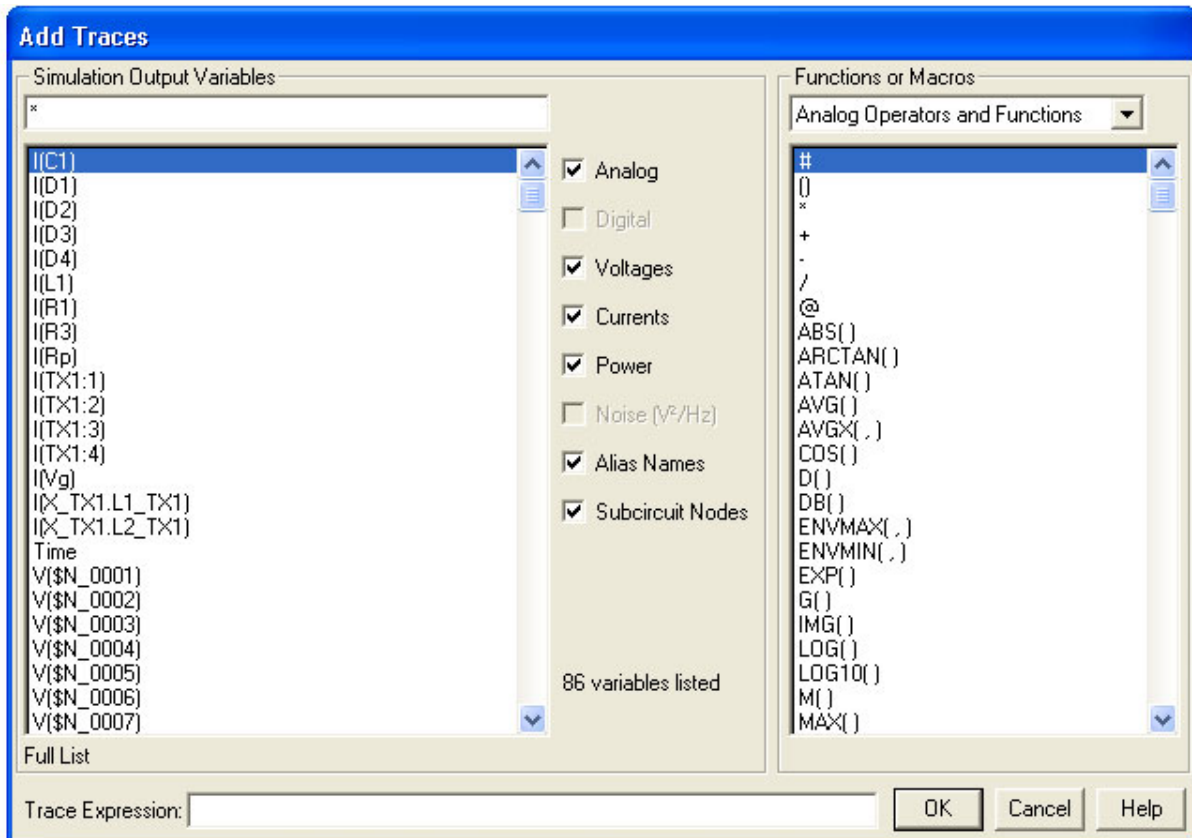 Add Traces
Simulation Output Variables
*
I(C1)
I(D1)
I(D2)
I(D3)
I(D4)
I(L1)
I(R1)
I(R3)
I(Rp)
I(TX1:1)
I(TX1:2)
I(TX1:3)
I(TX1:4)
I(Vg)
I(X_TX1.L1_TX1)
I(X_TX1.L2_TX1)
Time
V($N_0001)
V($N_0002)
V($N_0003)
V($N_0004)
V($N_0005)
V($N_0006)
V($N_0007)
Full List
Analog
Digital
Voltages
Currents
Power
Noise (V²/Hz)
Alias Names
Subcircuit Nodes
86 variables listed
Functions or Macros
Analog Operators and Functions
#
()
*
+
-
/
@
ABS( )
ARCTAN( )
ATAN( )
AVG( )
AVGX( , )
COS( )
D( )
DB( )
ENVMAX( , )
ENVMIN( , )
EXP( )
G( )
IMG( )
LOG( )
LOG10( )
M( )
MAX( )
Trace Expression:
OK
Cancel
Help